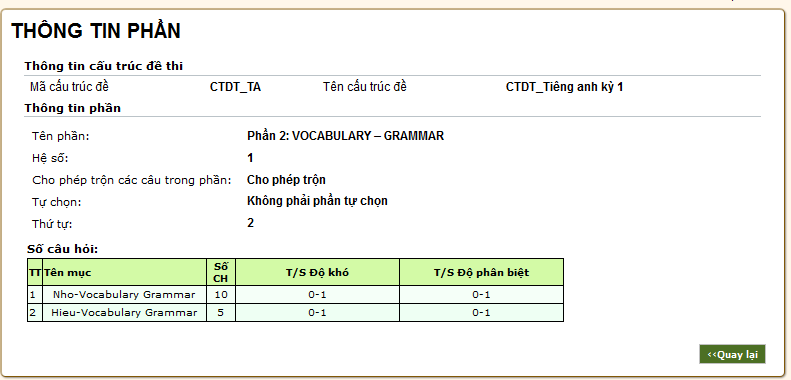 THÔNG TIN PHẦN
Thông tin cấu trúc đề thi
Mã cấu trúc đề CTDT_TA Tên cấu trúc đề CTDT_Tiếng anh kỳ 1
Thông tin phần
Tên phần: Phần 2: VOCABULARY – GRAMMAR
Hệ số: 1
Cho phép trộn các câu trong phần: Cho phép trộn
Tự chọn: Không phải phần tự chọn
Thứ tự: 2
Số câu hỏi:
TT Tên mục Số CH T/S Độ khó T/S Độ phân biệt
1 Nho-Vocabulary Grammar 10 0-1 0-1
2 Hieu-Vocabulary Grammar 5 0-1 0-1
<<Quay lại